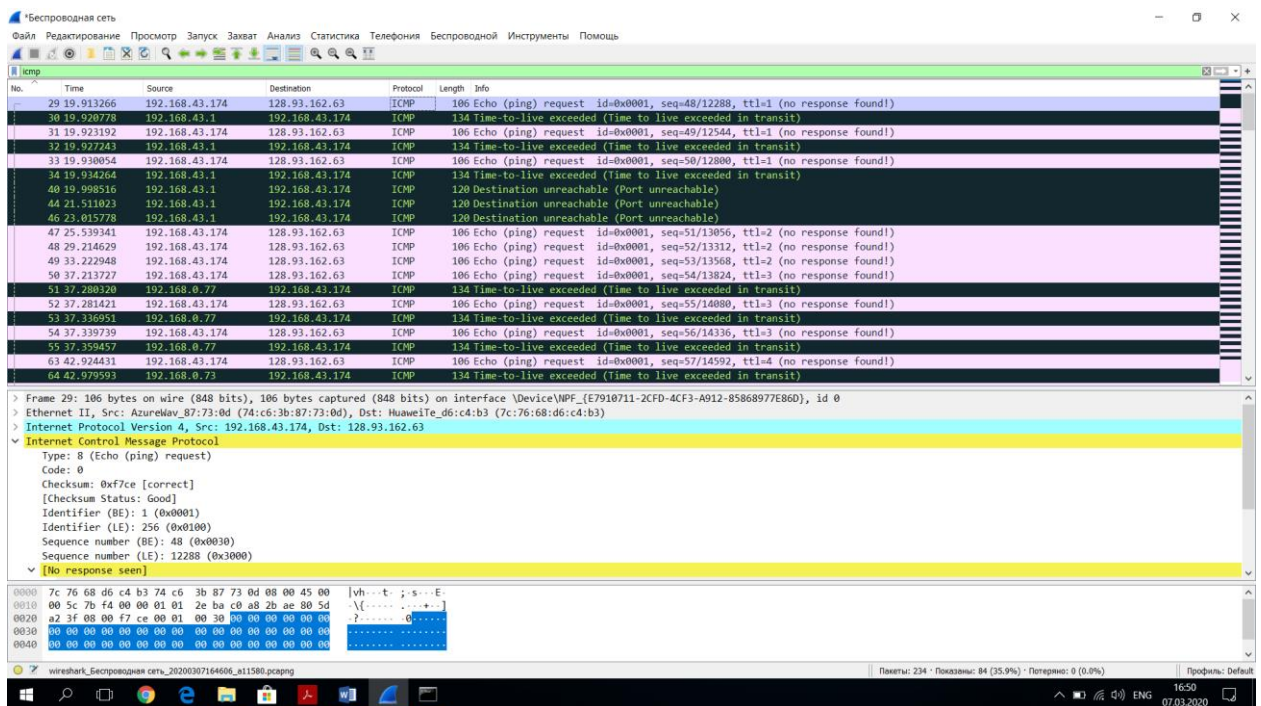 *Беспроводная сеть
Файл Редактирование Просмотр Запуск Захват Анализ Статистика Телефония Беспроводной Инструменты Помощь
icmp
No. Time Source Destination Protocol Length Info
29 19.913266 192.168.43.174 128.93.162.63 ICMP 106 Echo (ping) request id=0x0001, seq=48/12288, ttl=1 (no response found!)
30 19.920778 192.168.43.1 192.168.43.174 ICMP 134 Time-to-live exceeded (Time to live exceeded in transit)
31 19.923192 192.168.43.174 128.93.162.63 ICMP 106 Echo (ping) request id=0x0001, seq=49/12544, ttl=1 (no response found!)
32 19.927243 192.168.43.1 192.168.43.174 ICMP 134 Time-to-live exceeded (Time to live exceeded in transit)
33 19.930054 192.168.43.174 128.93.162.63 ICMP 106 Echo (ping) request id=0x0001, seq=50/12800, ttl=1 (no response found!)
34 19.934264 192.168.43.1 192.168.43.174 ICMP 134 Time-to-live exceeded (Time to live exceeded in transit)
40 19.998516 192.168.43.1 192.168.43.174 ICMP 120 Destination unreachable (Port unreachable)
44 21.511023 192.168.43.1 192.168.43.174 ICMP 120 Destination unreachable (Port unreachable)
46 23.015778 192.168.43.1 192.168.43.174 ICMP 120 Destination unreachable (Port unreachable)
47 25.539341 192.168.43.174 128.93.162.63 ICMP 106 Echo (ping) request id=0x0001, seq=51/13056, ttl=2 (no response found!)
48 29.214629 192.168.43.174 128.93.162.63 ICMP 106 Echo (ping) request id=0x0001, seq=52/13312, ttl=2 (no response found!)
49 33.222948 192.168.43.174 128.93.162.63 ICMP 106 Echo (ping) request id=0x0001, seq=53/13568, ttl=2 (no response found!)
50 37.213727 192.168.43.174 128.93.162.63 ICMP 106 Echo (ping) request id=0x0001, seq=54/13824, ttl=3 (no response found!)
51 37.280320 192.168.0.77 192.168.43.174 ICMP 134 Time-to-live exceeded (Time to live exceeded in transit)
52 37.281421 192.168.43.174 128.93.162.63 ICMP 106 Echo (ping) request id=0x0001, seq=55/14080, ttl=3 (no response found!)
53 37.336951 192.168.0.77 192.168.43.174 ICMP 134 Time-to-live exceeded (Time to live exceeded in transit)
54 37.339739 192.168.43.174 128.93.162.63 ICMP 106 Echo (ping) request id=0x0001, seq=56/14336, ttl=3 (no response found!)
55 37.359457 192.168.0.77 192.168.43.174 ICMP 134 Time-to-live exceeded (Time to live exceeded in transit)
63 42.924431 192.168.43.174 128.93.162.63 ICMP 106 Echo (ping) request id=0x0001, seq=57/14592, ttl=4 (no response found!)
64 42.979593 192.168.0.73 192.168.43.174 ICMP 134 Time-to-live exceeded (Time to live exceeded in transit)
> Frame 29: 106 bytes on wire (848 bits), 106 bytes captured (848 bits) on interface \Device\NPF_{E7910711-2CFD-4CF3-A912-85868977E86D}, id 0
> Ethernet II, Src: AzureWav_87:73:0d (74:c6:3b:87:73:0d), Dst: HuaweiTe_d6:c4:b3 (7c:76:68:d6:c4:b3)
> Internet Protocol Version 4, Src: 192.168.43.174, Dst: 128.93.162.63
Internet Control Message Protocol
Type: 8 (Echo (ping) request)
Code: 0
Checksum: 0xf7ce [correct]
[Checksum Status: Good]
Identifier (BE): 1 (0x0001)
Identifier (LE): 256 (0x0100)
Sequence number (BE): 48 (0x0030)
Sequence number (LE): 12288 (0x3000)
[No response seen]
0000 7c 76 68 d6 c4 b3 74 c6 3b 87 73 0d 08 00 45 00 |vh···t· ;·s···E·
0010 00 5c 7b f4 00 00 01 01 2e ba c0 a8 2b ae 80 5d ·\{····· .···+··]
0020 a2 3f 08 00 f7 ce 00 01 00 30 00 00 00 00 00 00 ·?······ ·0······
0030 00 00 00 00 00 00 00 00 00 00 00 00 00 00 00 00 ········ ········
0040 00 00 00 00 00 00 00 00 00 00 00 00 00 00 00 00 ········ ········
wireshark_Беспроводная сеть_20200307164606_a11580.pcapng Пакеты: 234 · Показаны: 84 (35.9%) · Потеряно: 0 (0.0%) Профиль: Default
ENG 16:50
07.03.2020